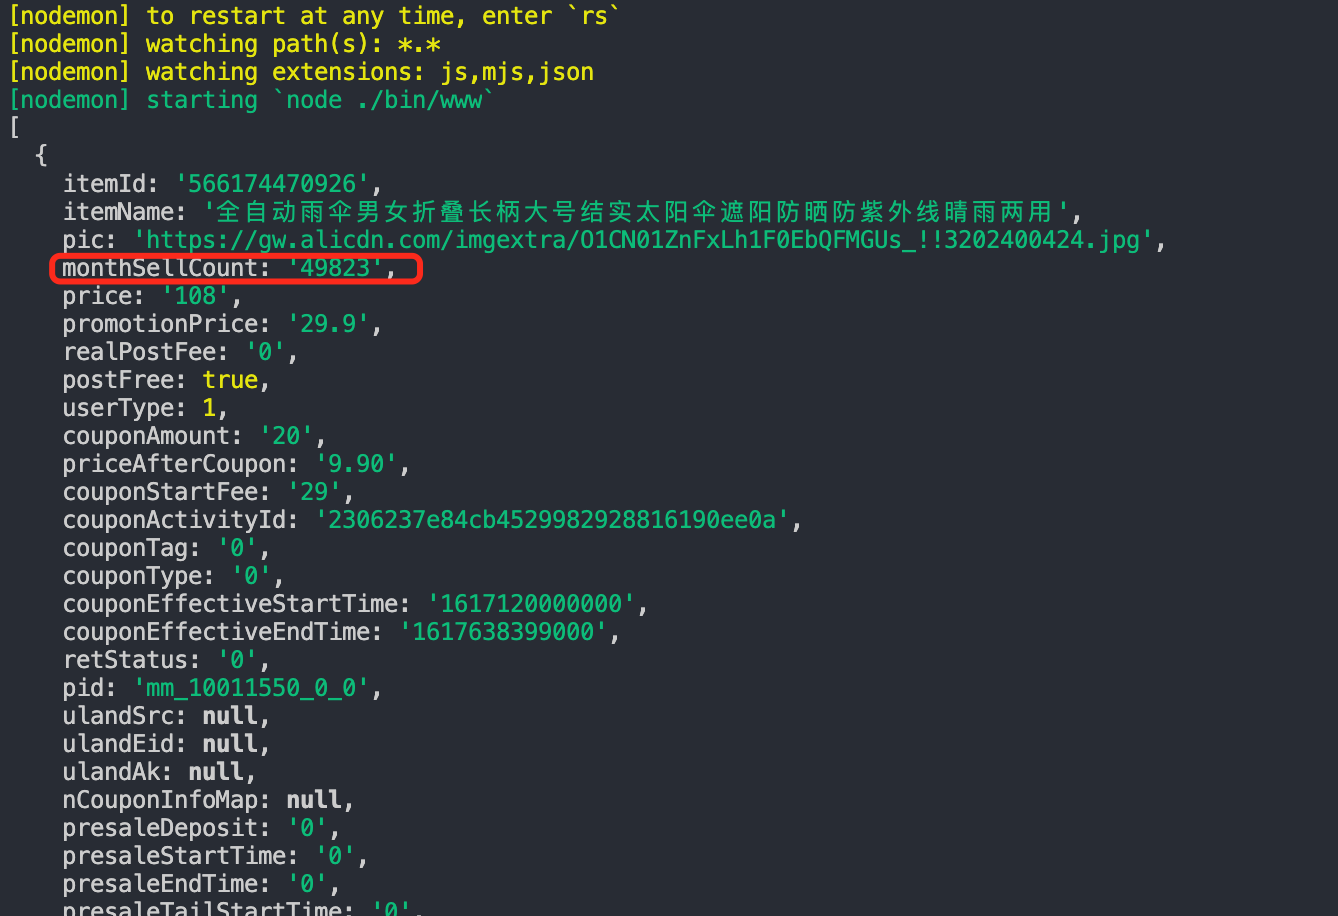 [nodemon] to restart at any time, enter `rs`
[nodemon] watching path(s): *.*
[nodemon] watching extensions: js,mjs,json
[nodemon] starting `node ./bin/www`
[
{
itemId: '566174470926',
itemName: '全自动雨伞男女折叠长柄大号结实太阳伞遮阳防晒防紫外线晴雨两用',
pic: 'https://gw.alicdn.com/imgextra/O1CN01ZnFxLh1F0EbQFMGUs_!!3202400424.jpg',
monthSellCount: '49823',
price: '108',
promotionPrice: '29.9',
realPostFee: '0',
postFree: true,
userType: 1,
couponAmount: '20',
priceAfterCoupon: '9.90',
couponStartFee: '29',
couponActivityId: '2306237e84cb4529982928816190ee0a',
couponTag: '0',
couponType: '0',
couponEffectiveStartTime: '1617120000000',
couponEffectiveEndTime: '1617638399000',
retStatus: '0',
pid: 'mm_10011550_0_0',
ulandSrc: null,
ulandEid: null,
ulandAk: null,
nCouponInfoMap: null,
presaleDeposit: '0',
presaleStartTime: '0',
presaleEndTime: '0',
presaleTailStartTime: '0',